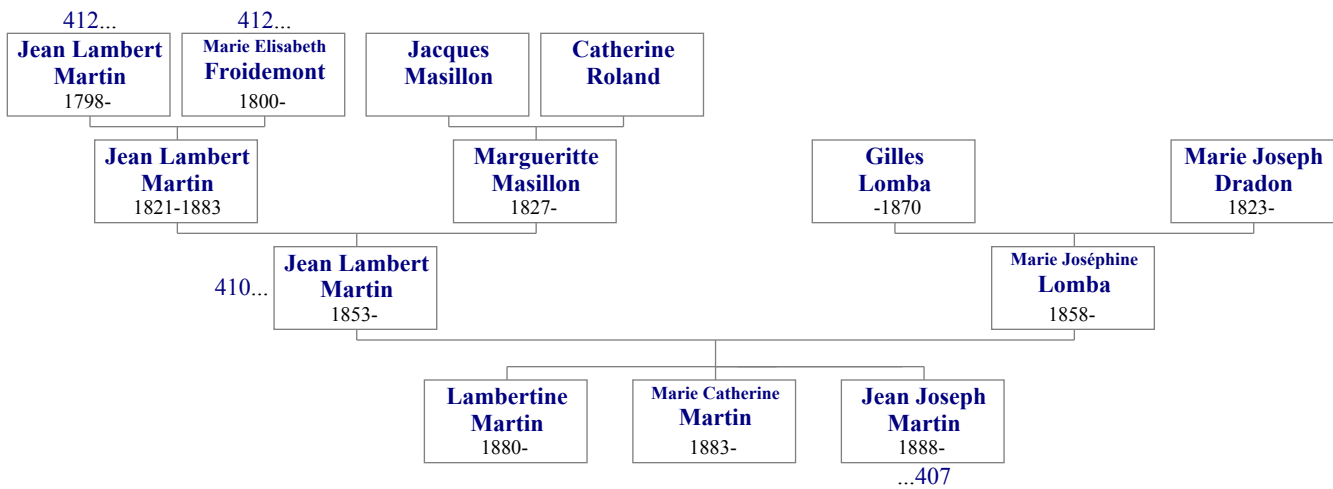 412...
412...
Jean Lambert
Martin
1798-
Marie Elisabeth
Froidemont
1800-
Jacques
Masillon
Catherine
Roland
Jean Lambert
Martin
1821-1883
Margueritte
Masillon
1827-
Gilles
Lomba
-1870
Marie Joseph
Dradon
1823-
410...
Jean Lambert
Martin
1853-
Marie Joséphine
Lomba
1858-
Lambertine
Martin
1880-
Marie Catherine
Martin
1883-
Jean Joseph
Martin
1888-
...407